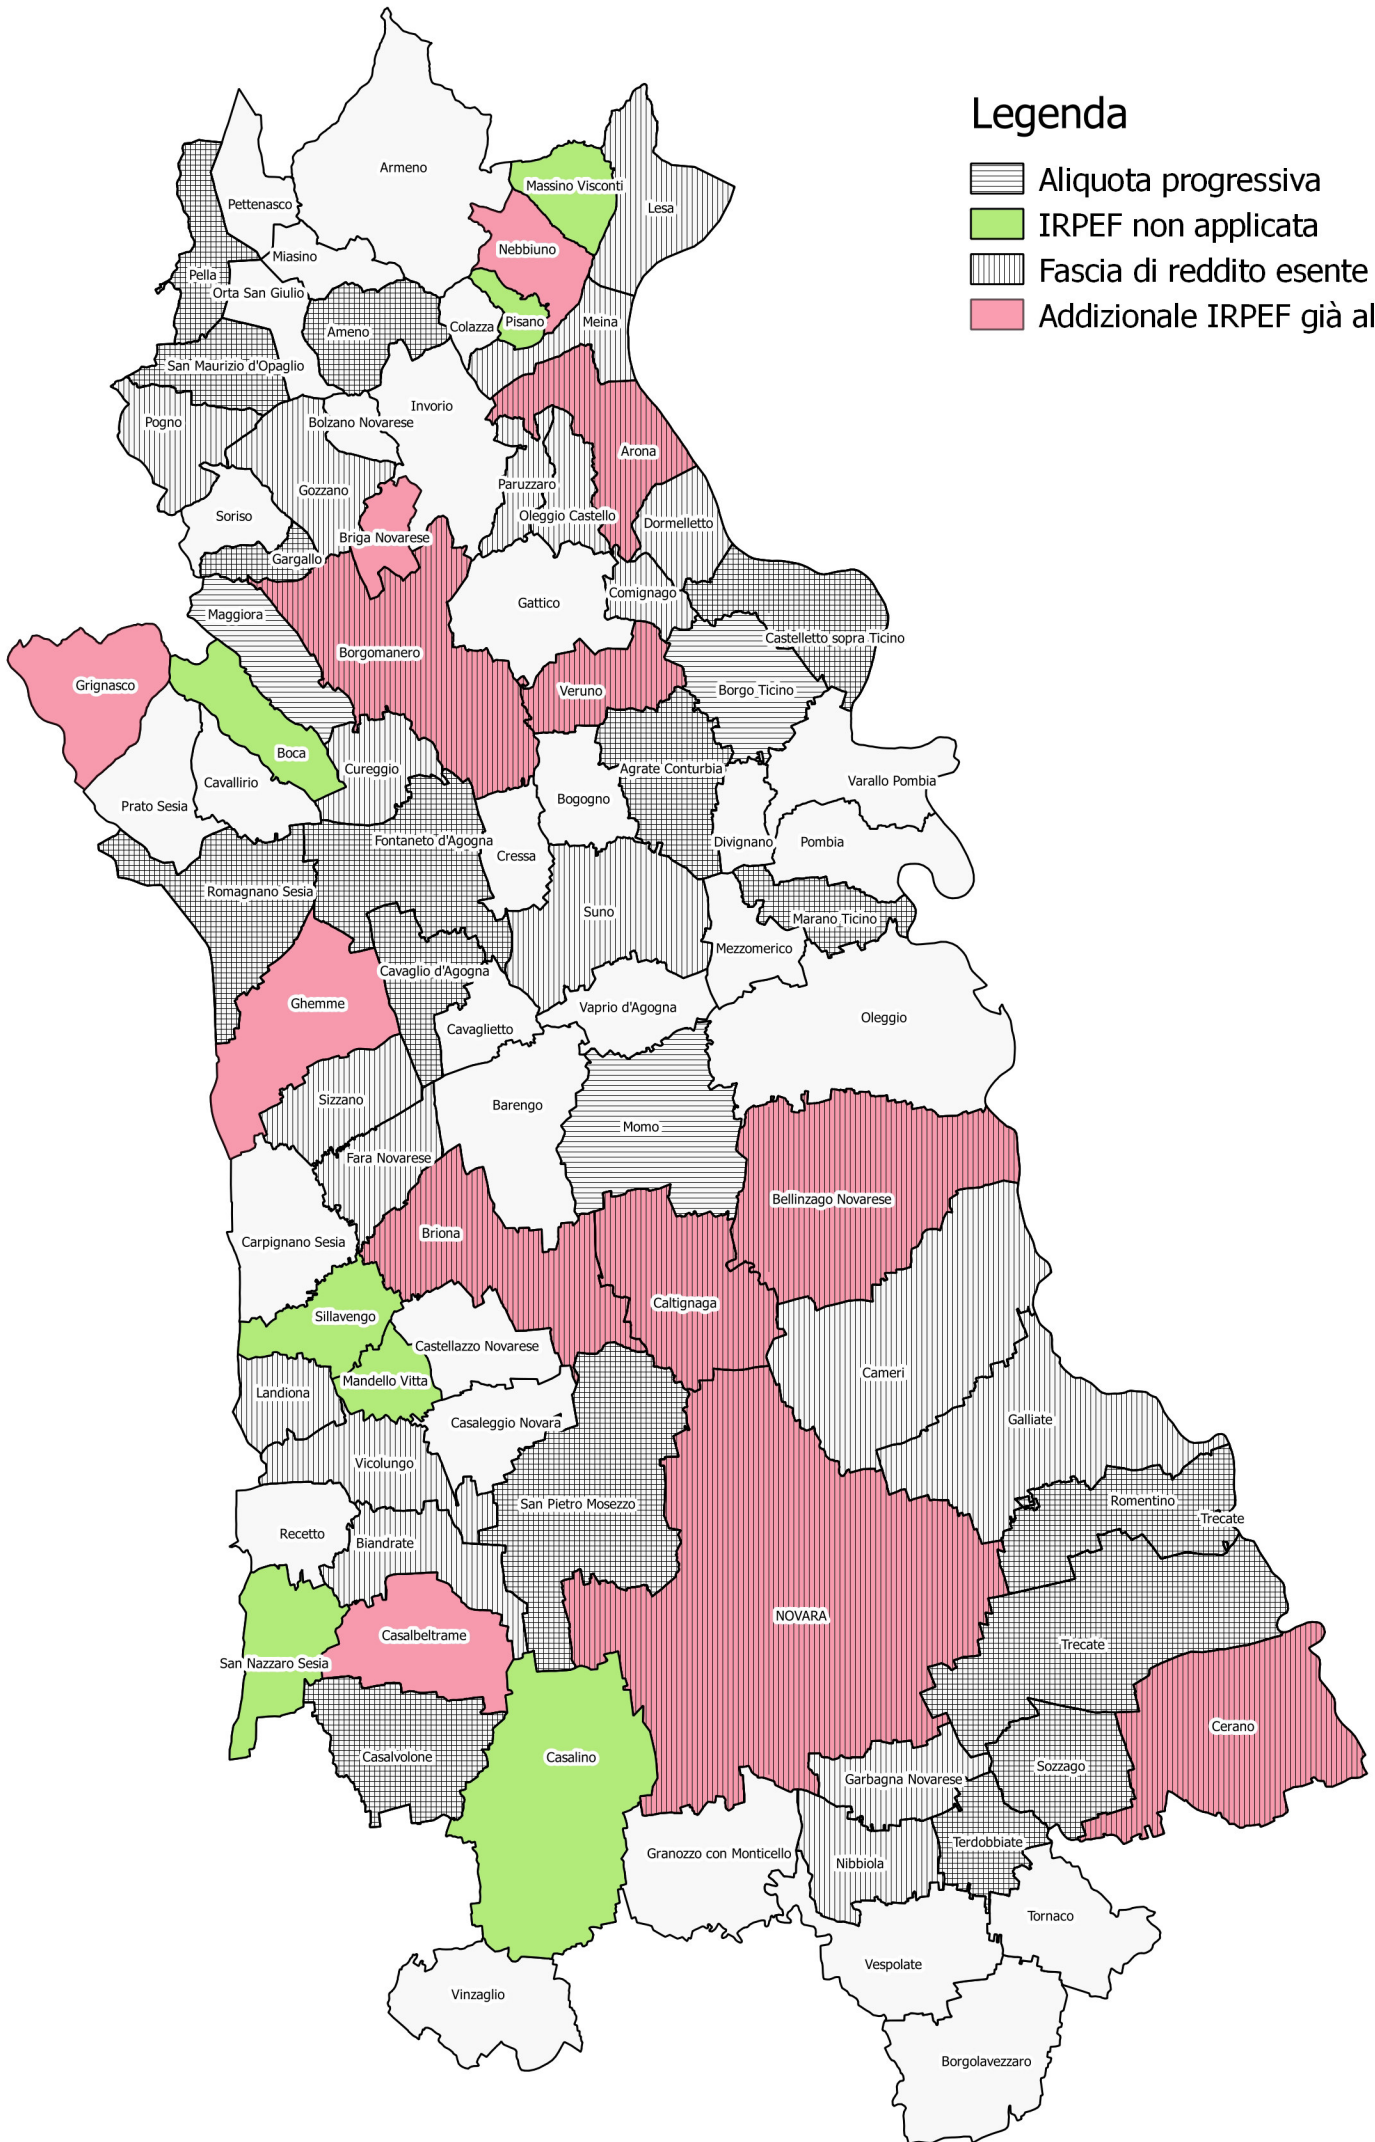 Legenda
Aliquota progressiva
IRPEF non applicata
Fascia di reddito esente
Addizionale IRPEF già al
Armeno
Massino Visconti
Pettenasco
Lesa
Nebbiuno
Miasino
Pella
Orta San Giulio
Pisano
Meina
Colazza
Ameno
San Maurizio d'Opaglio
Invorio
Pogno
Bolzano Novarese
Arona
Paruzzaro
Gozzano
Soriso
Oleggio Castello
Dormelletto
Briga Novarese
Gargallo
Comignago
Gattico
Maggiora
Castelletto sopra Ticino
Borgomanero
Grignasco
Veruno
Borgo Ticino
Boca
Cureggio
Agrate Conturbia
Cavallirio
Varallo Pombia
Prato Sesia
Bogogno
Fontaneto d'Agogna
Divignano
Pombia
Cressa
Romagnano Sesia
Suno
Marano Ticino
Mezzomerico
Cavaglio d'Agogna
Ghemme
Vaprio d'Agogna
Oleggio
Cavaglietto
Sizzano
Barengo
Momo
Fara Novarese
Bellinzago Novarese
Briona
Carpignano Sesia
Caltignaga
Sillavengo
Castellazzo Novarese
Cameri
Mandello Vitta
Landiona
Galliate
Casaleggio Novara
Vicolungo
Romentino
San Pietro Mosezzo
Trecate
Recetto
Biandrate
NOVARA
Casalbeltrame
Trecate
San Nazzaro Sesia
Cerano
Casalvolone
Casalino
Sozzago
Garbagna Novarese
Terdobbiate
Granozzo con Monticello
Nibbiola
Tornaco
Vespolate
Vinzaglio
Borgolavezzaro